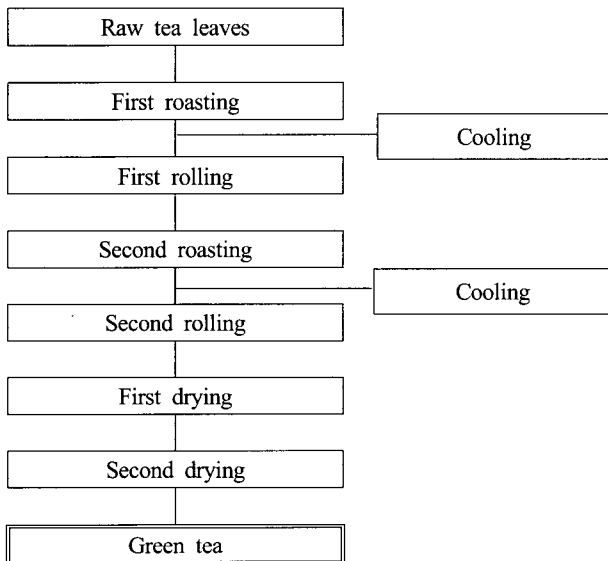 Raw tea leaves
First roasting
Cooling
First rolling
Second roasting
Cooling
Second rolling
First drying
Second drying
Green tea